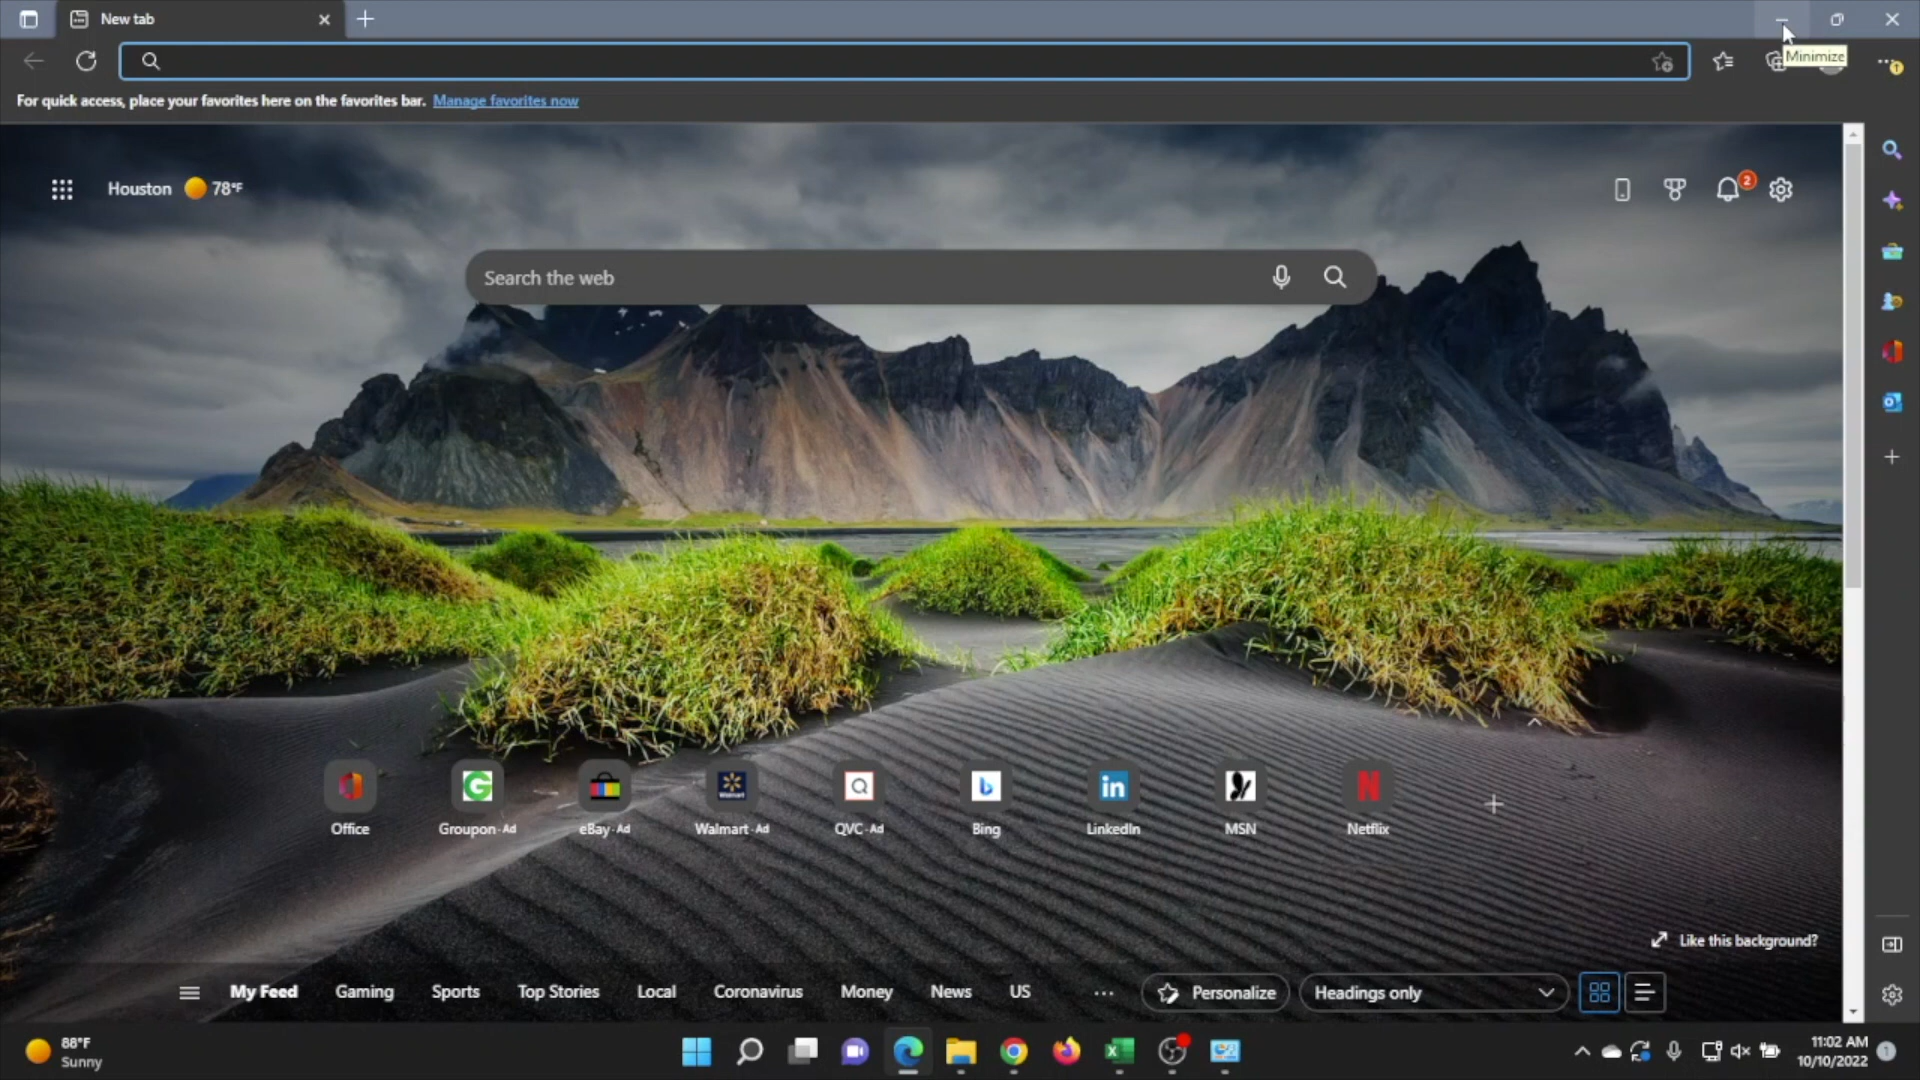 New tab
Minimize
For quick access, place your favorites here on the favorites bar. Manage favorites now
Houston 78°F
2
Search the web
Office
Groupon · Ad
eBay · Ad
Walmart · Ad
QVC · Ad
Bing
LinkedIn
MSN
Netflix
Like this background?
My Feed Gaming Sports Top Stories Local Coronavirus Money News US ... Personalize Headings only
88°F
Sunny
11:02 AM
10/10/2022
1